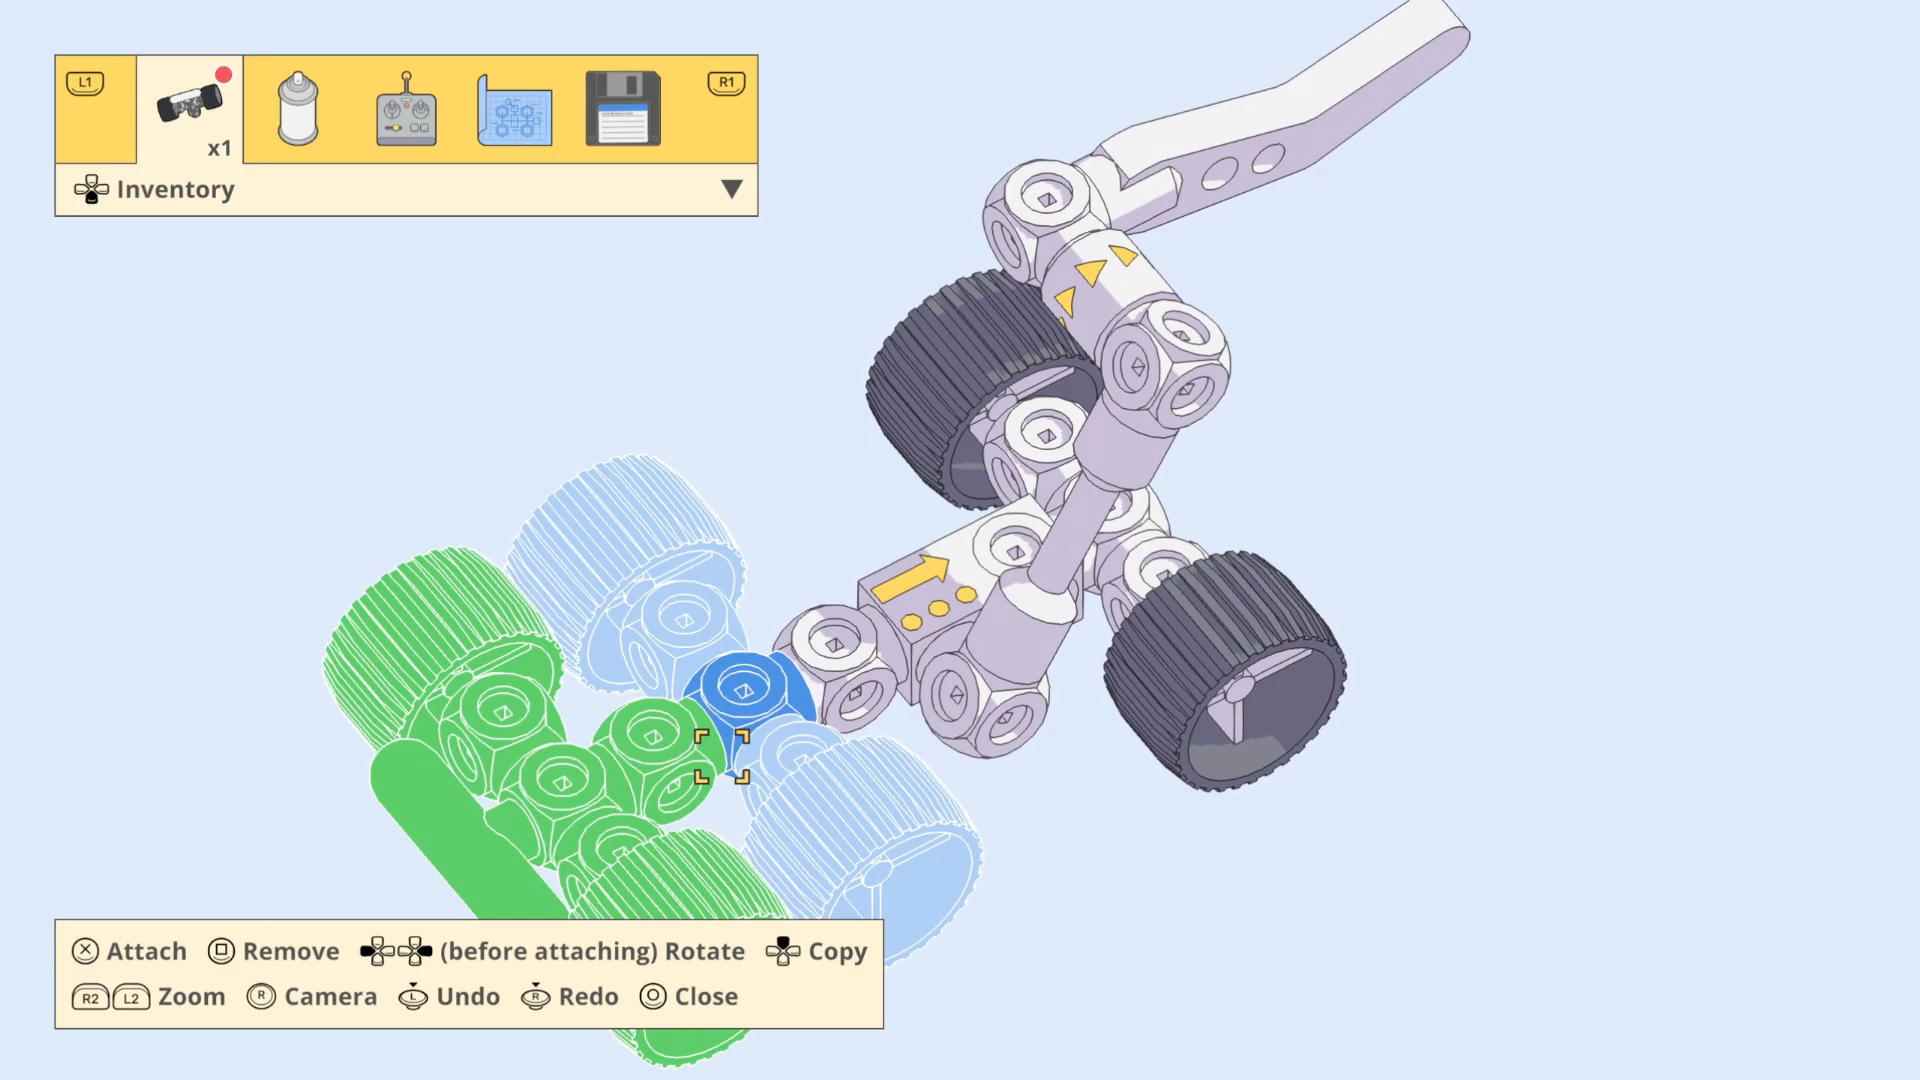 L1
x1
R1
Inventory
Attach Remove (before attaching) Rotate Copy
R2 L2 Zoom R Camera L Undo R Redo Close